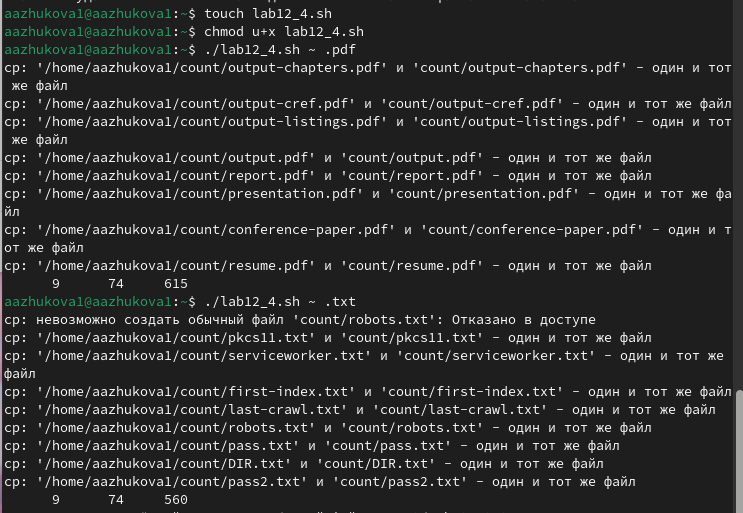 aazhukova1@aazhukova1:~$ touch lab12_4.sh
aazhukova1@aazhukova1:~$ chmod u+x lab12_4.sh
aazhukova1@aazhukova1:~$ ./lab12_4.sh ~ .pdf
cp: '/home/aazhukova1/count/output-chapters.pdf' и 'count/output-chapters.pdf' - один и тот
 же файл
cp: '/home/aazhukova1/count/output-cref.pdf' и 'count/output-cref.pdf' - один и тот же файл
cp: '/home/aazhukova1/count/output-listings.pdf' и 'count/output-listings.pdf' - один и тот
 же файл
cp: '/home/aazhukova1/count/output.pdf' и 'count/output.pdf' - один и тот же файл
cp: '/home/aazhukova1/count/report.pdf' и 'count/report.pdf' - один и тот же файл
cp: '/home/aazhukova1/count/presentation.pdf' и 'count/presentation.pdf' - один и тот же фа
йл
cp: '/home/aazhukova1/count/conference-paper.pdf' и 'count/conference-paper.pdf' - один и т
от же файл
cp: '/home/aazhukova1/count/resume.pdf' и 'count/resume.pdf' - один и тот же файл
      9      74     615
aazhukova1@aazhukova1:~$ ./lab12_4.sh ~ .txt
cp: невозможно создать обычный файл 'count/robots.txt': Отказано в доступе
cp: '/home/aazhukova1/count/pkcs11.txt' и 'count/pkcs11.txt' - один и тот же файл
cp: '/home/aazhukova1/count/serviceworker.txt' и 'count/serviceworker.txt' - один и тот же
файл
cp: '/home/aazhukova1/count/first-index.txt' и 'count/first-index.txt' - один и тот же файл
cp: '/home/aazhukova1/count/last-crawl.txt' и 'count/last-crawl.txt' - один и тот же файл
cp: '/home/aazhukova1/count/robots.txt' и 'count/robots.txt' - один и тот же файл
cp: '/home/aazhukova1/count/pass.txt' и 'count/pass.txt' - один и тот же файл
cp: '/home/aazhukova1/count/DIR.txt' и 'count/DIR.txt' - один и тот же файл
cp: '/home/aazhukova1/count/pass2.txt' и 'count/pass2.txt' - один и тот же файл
      9      74     560